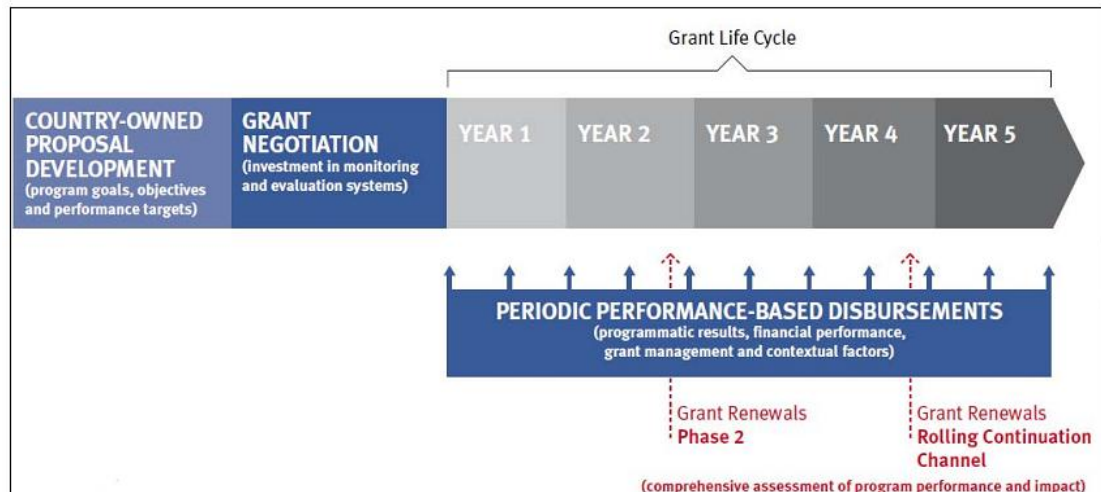 Grant Life Cycle
COUNTRY-OWNED
PROPOSAL
DEVELOPMENT
(program goals, objectives
and performance targets)
GRANT
NEGOTIATION
(investment in monitoring
and evaluation systems)
YEAR 1
YEAR 2
YEAR 3
YEAR 4
YEAR 5
PERIODIC PERFORMANCE-BASED DISBURSEMENTS
(programmatic results, financial performance,
grant management and contextual factors)
Grant Renewals
Phase 2
Grant Renewals
Rolling Continuation
Channel
(comprehensive assessment of program performance and impact)